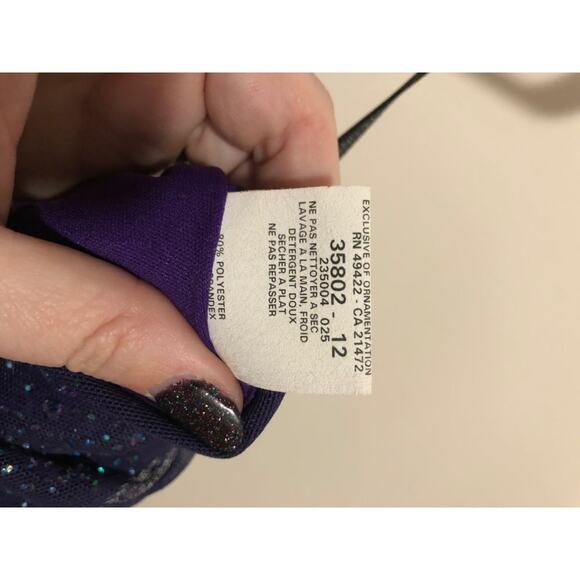 EXCLUSIVE OF ORNAMENTATION
RN 49422 - CA 21472
35802 - 12
235004 025
NE PAS NETTOYER A SEC
LAVAGE A LA MAIN, FROID
DETERGENT DOUX
SECHER A PLAT
NE PAS REPASSER
POLYESTER